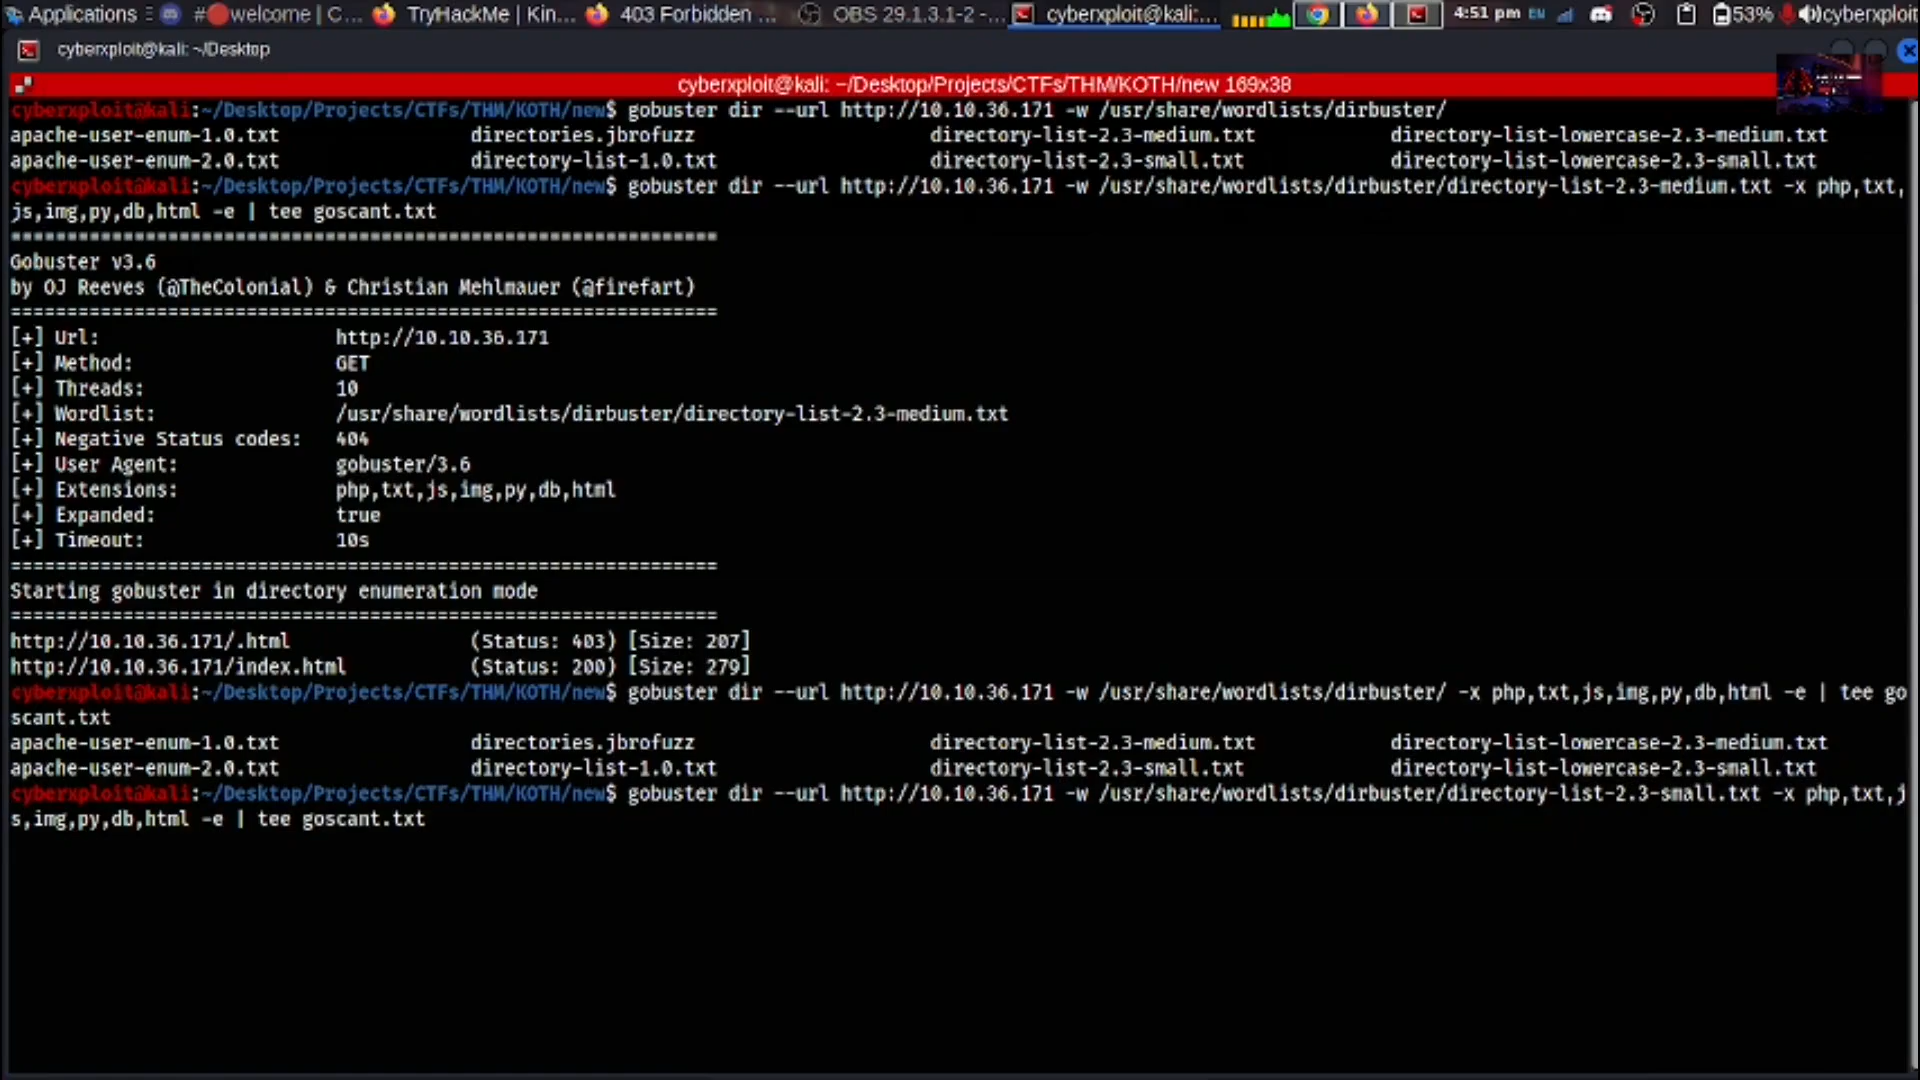 Applications
#🔴welcome | C...
TryHackMe | Kin...
403 Forbidden ...
OBS 29.1.3.1-2 -...
cyberxploit@kali:...
4:51 pm
EN
53%
cyberxploit
cyberxploit@kali: ~/Desktop
cyberxploit@kali: ~/Desktop/Projects/CTFs/THM/KOTH/new 169x38
cyberxploit@kali:~/Desktop/Projects/CTFs/THM/KOTH/new$ gobuster dir --url http://10.10.36.171 -w /usr/share/wordlists/dirbuster/
apache-user-enum-1.0.txt directories.jbrofuzz directory-list-2.3-medium.txt directory-list-lowercase-2.3-medium.txt
apache-user-enum-2.0.txt directory-list-1.0.txt directory-list-2.3-small.txt directory-list-lowercase-2.3-small.txt
cyberxploit@kali:~/Desktop/Projects/CTFs/THM/KOTH/new$ gobuster dir --url http://10.10.36.171 -w /usr/share/wordlists/dirbuster/directory-list-2.3-medium.txt -x php,txt,
js,img,py,db,html -e | tee goscant.txt
===============================================================
Gobuster v3.6
by OJ Reeves (@TheColonial) & Christian Mehlmauer (@firefart)
===============================================================
[+] Url: http://10.10.36.171
[+] Method: GET
[+] Threads: 10
[+] Wordlist: /usr/share/wordlists/dirbuster/directory-list-2.3-medium.txt
[+] Negative Status codes: 404
[+] User Agent: gobuster/3.6
[+] Extensions: php,txt,js,img,py,db,html
[+] Expanded: true
[+] Timeout: 10s
===============================================================
Starting gobuster in directory enumeration mode
===============================================================
http://10.10.36.171/.html (Status: 403) [Size: 207]
http://10.10.36.171/index.html (Status: 200) [Size: 279]
cyberxploit@kali:~/Desktop/Projects/CTFs/THM/KOTH/new$ gobuster dir --url http://10.10.36.171 -w /usr/share/wordlists/dirbuster/ -x php,txt,js,img,py,db,html -e | tee go
scant.txt
apache-user-enum-1.0.txt directories.jbrofuzz directory-list-2.3-medium.txt directory-list-lowercase-2.3-medium.txt
apache-user-enum-2.0.txt directory-list-1.0.txt directory-list-2.3-small.txt directory-list-lowercase-2.3-small.txt
cyberxploit@kali:~/Desktop/Projects/CTFs/THM/KOTH/new$ gobuster dir --url http://10.10.36.171 -w /usr/share/wordlists/dirbuster/directory-list-2.3-small.txt -x php,txt,j
s,img,py,db,html -e | tee goscant.txt